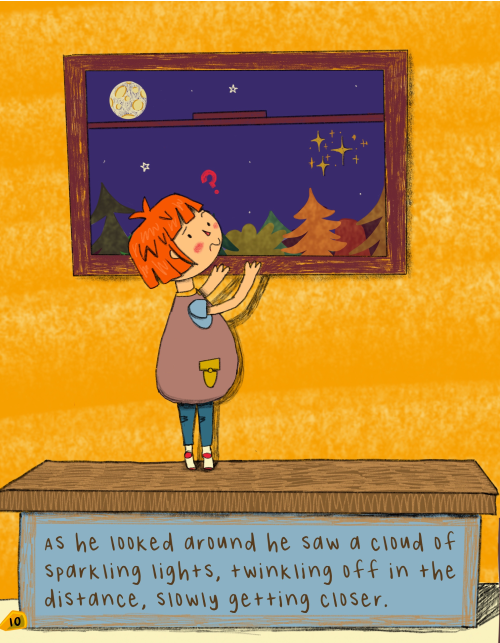 ?
As he looked around he saw a cloud of
sparkling lights, twinkling off in the
distance, slowly getting closer.
10